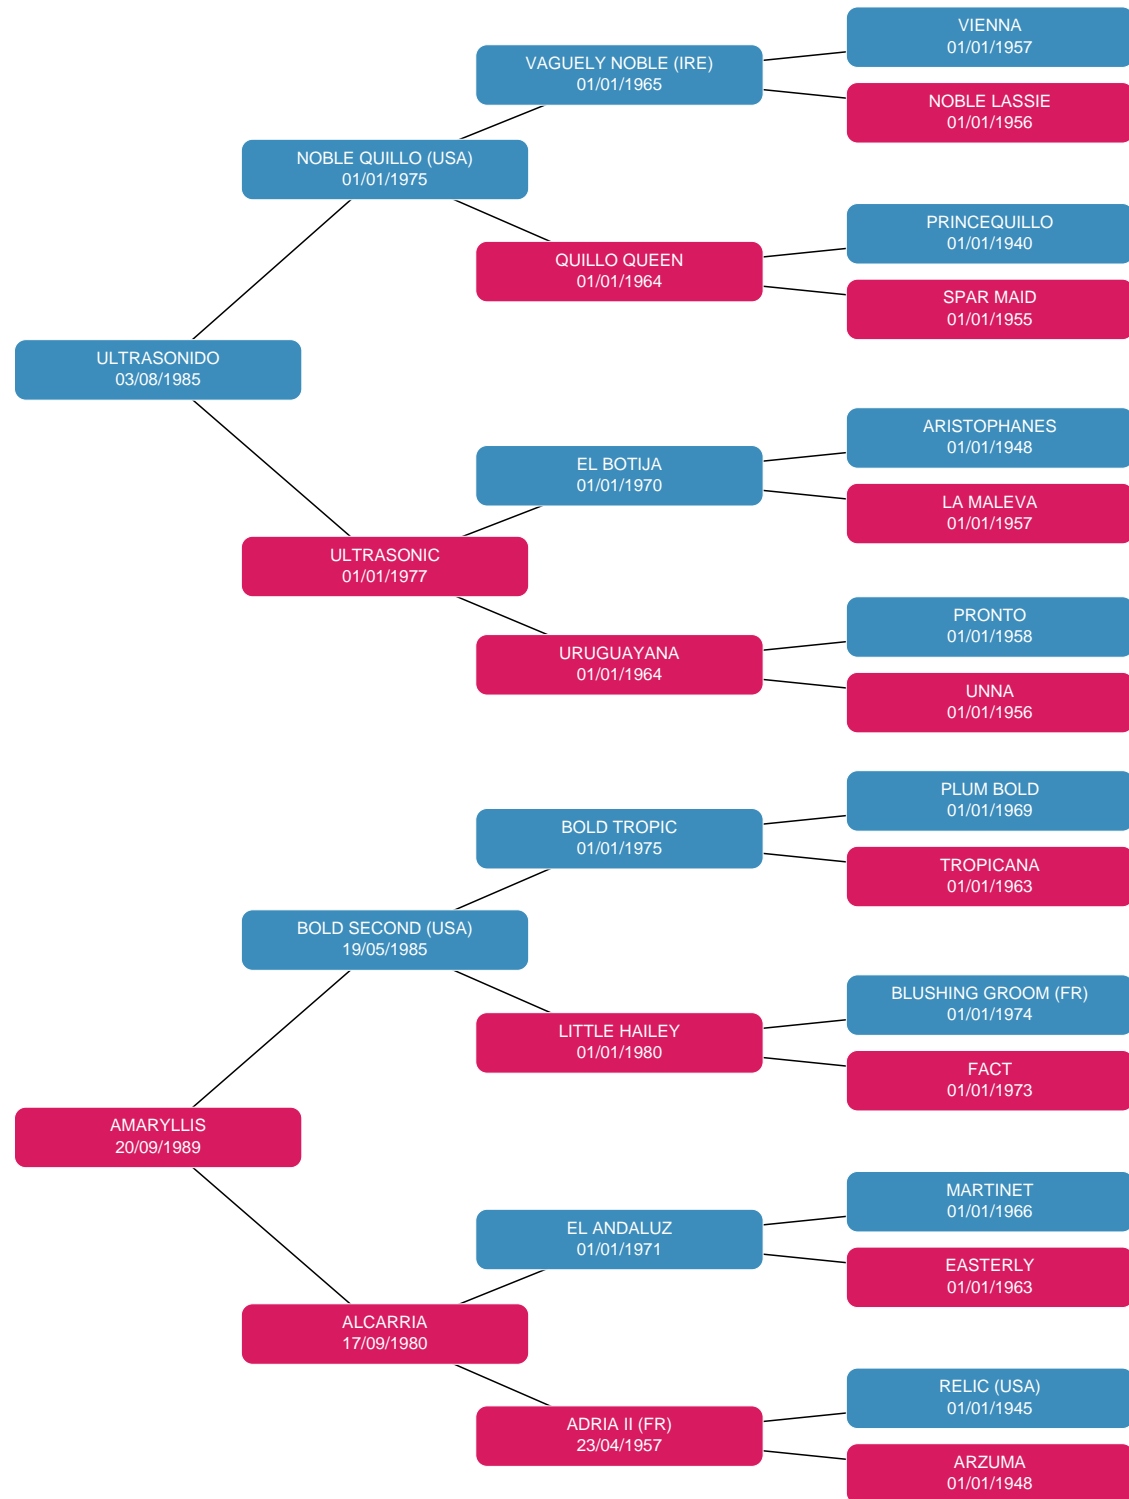 VIENNA
01/01/1957
VAGUELY NOBLE (IRE)
01/01/1965
NOBLE LASSIE
01/01/1956
NOBLE QUILLO (USA)
01/01/1975
PRINCEQUILLO
01/01/1940
QUILLO QUEEN
01/01/1964
SPAR MAID
01/01/1955
ULTRASONIDO
03/08/1985
ARISTOPHANES
01/01/1948
EL BOTIJA
01/01/1970
LA MALEVA
01/01/1957
ULTRASONIC
01/01/1977
PRONTO
01/01/1958
URUGUAYANA
01/01/1964
UNNA
01/01/1956
PLUM BOLD
01/01/1969
BOLD TROPIC
01/01/1975
TROPICANA
01/01/1963
BOLD SECOND (USA)
19/05/1985
BLUSHING GROOM (FR)
01/01/1974
LITTLE HAILEY
01/01/1980
FACT
01/01/1973
AMARYLLIS
20/09/1989
MARTINET
01/01/1966
EL ANDALUZ
01/01/1971
EASTERLY
01/01/1963
ALCARRIA
17/09/1980
RELIC (USA)
01/01/1945
ADRIA II (FR)
23/04/1957
ARZUMA
01/01/1948